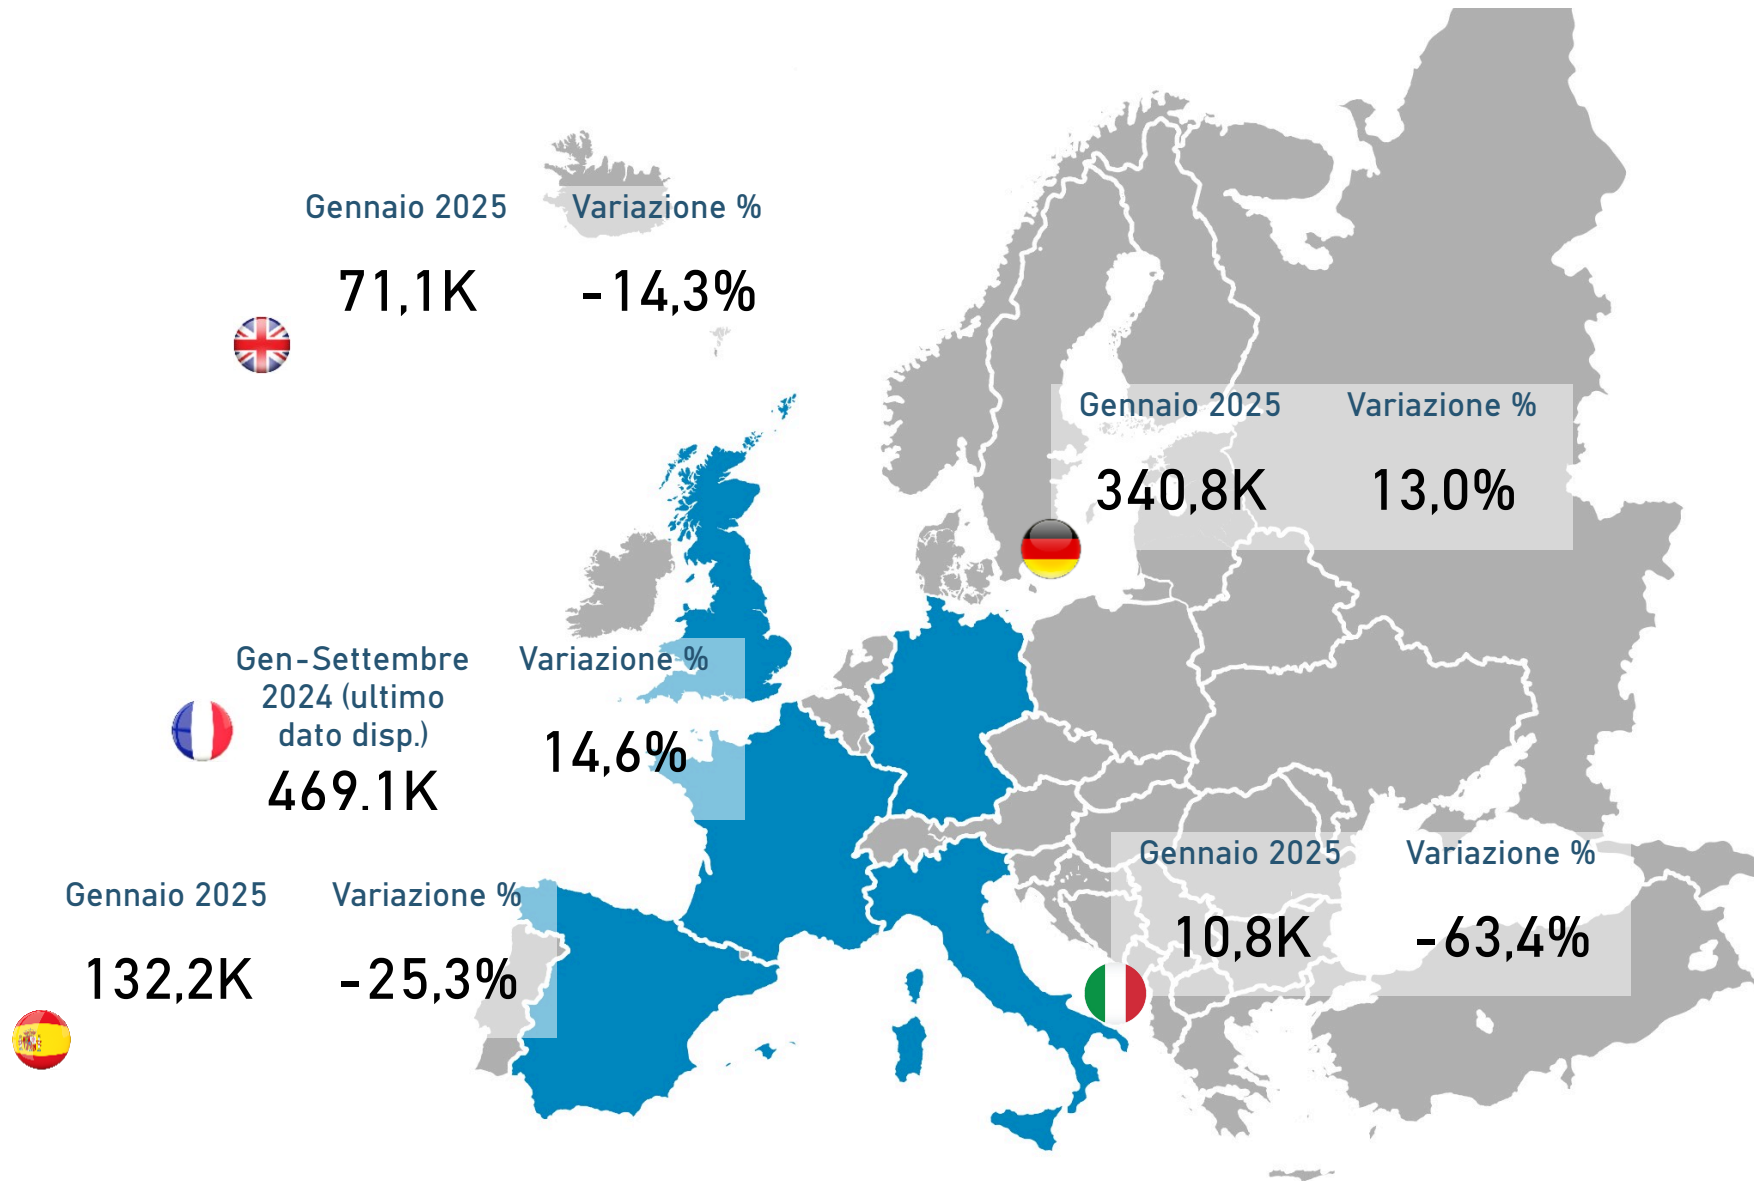 Gennaio 2025 Variazione %
71,1K -14,3%
Gennaio 2025 Variazione %
340,8K 13,0%
Gen-Settembre Variazione %
2024 (ultimo
dato disp.)
14,6%
469.1K
Gennaio 2025 Variazione %
10,8K -63,4%
Gennaio 2025 Variazione %
132,2K -25,3%